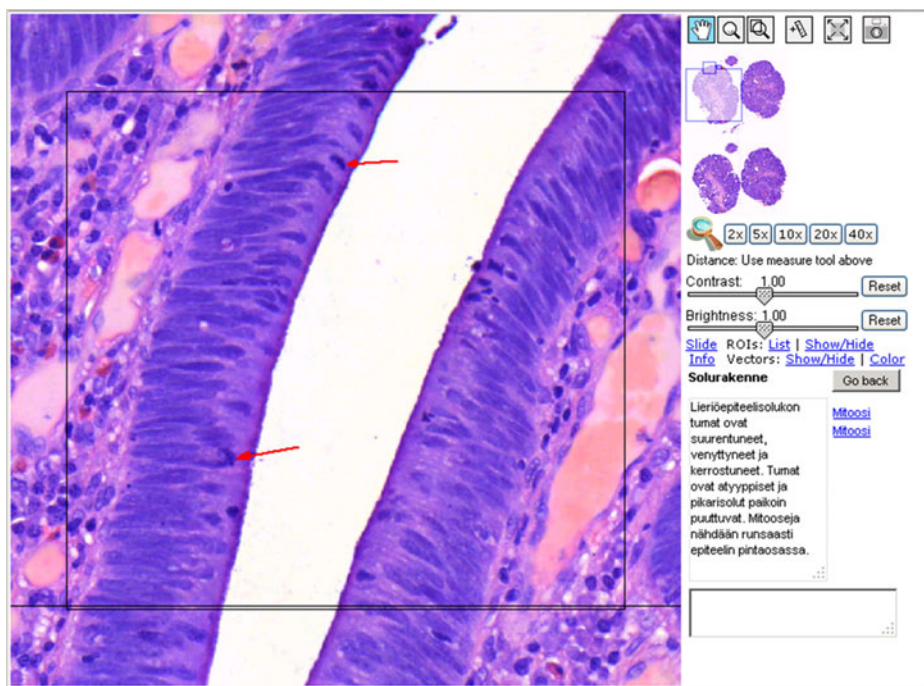 2x 5x 10x 20x 40x
Distance: Use measure tool above
Contrast: 1.00
Reset
Brightness: 1.00
Reset
Slide ROIs: List | Show/Hide
Info Vectors: Show/Hide | Color
Solurakenne
Go back
Lieriöepiteelisolukon
tumat ovat
suurentuneet,
venyttyneet ja
kerrostuneet. Tumat
ovat atyyppiset ja
pikarisolut paikoin
puuttuvat. Mitooseja
nähdään runsaasti
epiteelin pintaosassa.
Mitoosi
Mitoosi